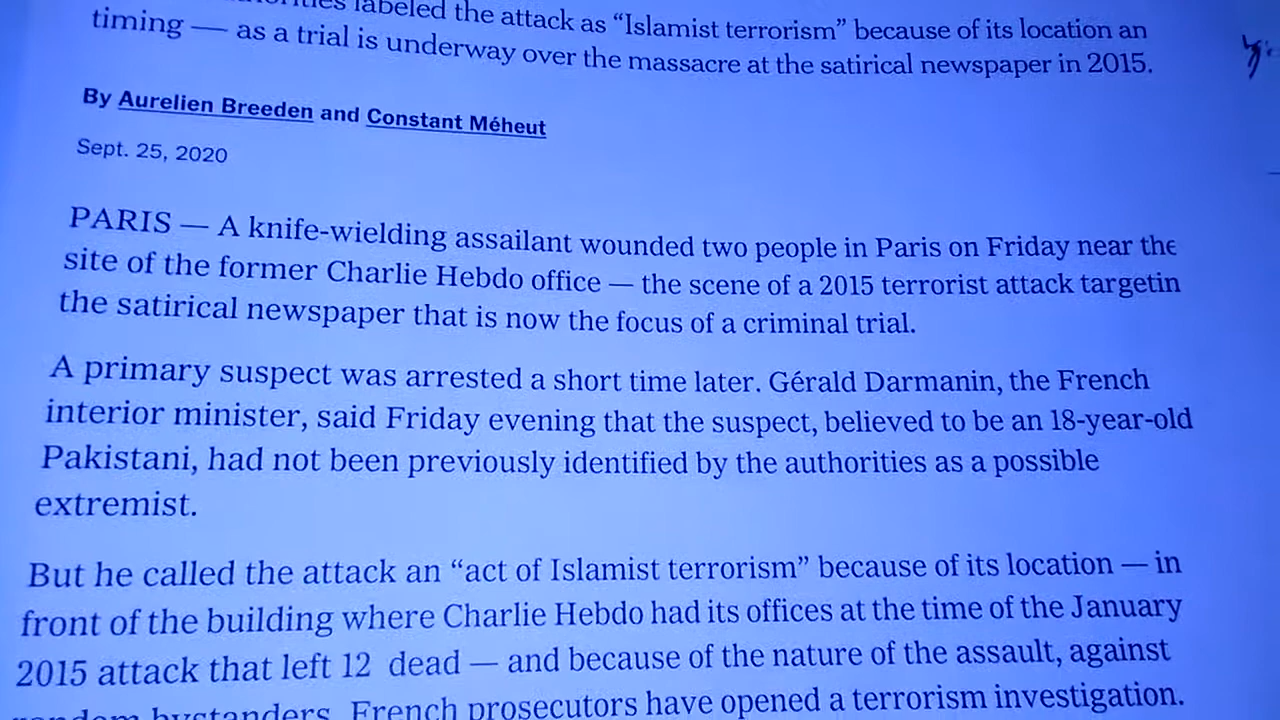 labeled the attack as “Islamist terrorism” because of its location an
timing — as a trial is underway over the massacre at the satirical newspaper in 2015.
By Aurelien Breeden and Constant Méheut
Sept. 25, 2020
PARIS — A knife-wielding assailant wounded two people in Paris on Friday near the
site of the former Charlie Hebdo office — the scene of a 2015 terrorist attack targetin
the satirical newspaper that is now the focus of a criminal trial.
A primary suspect was arrested a short time later. Gérald Darmanin, the French
interior minister, said Friday evening that the suspect, believed to be an 18-year-old
Pakistani, had not been previously identified by the authorities as a possible
extremist.
But he called the attack an “act of Islamist terrorism” because of its location — in
front of the building where Charlie Hebdo had its offices at the time of the January
2015 attack that left 12 dead — and because of the nature of the assault, against
random bystanders. French prosecutors have opened a terrorism investigation.